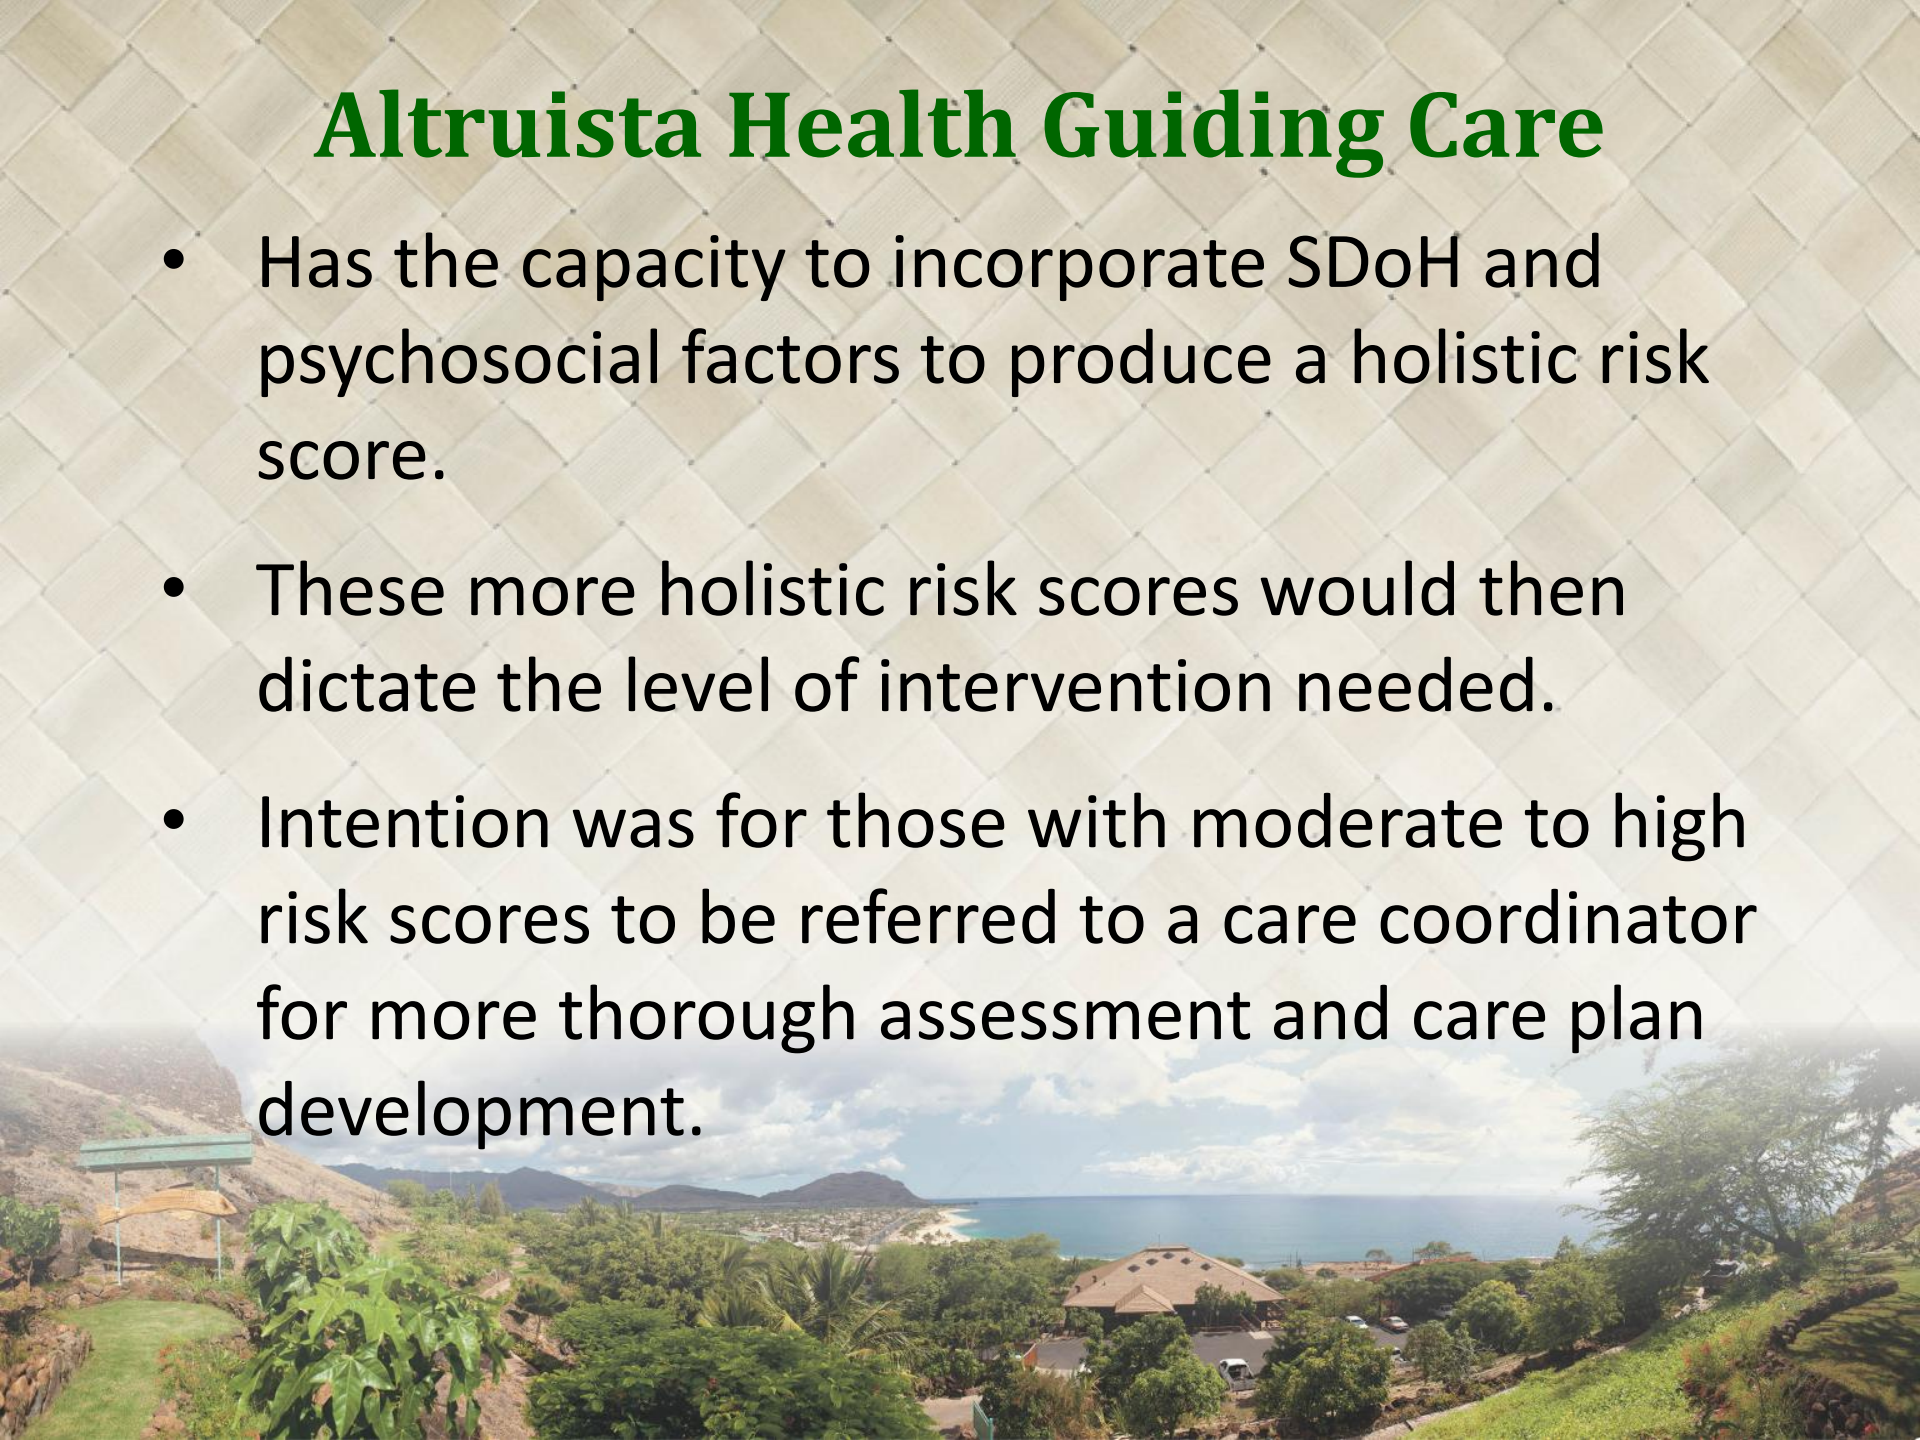 Altruista Health Guiding Care
• Has the capacity to incorporate SDoH and
psychosocial factors to produce a holistic risk
score.
• These more holistic risk scores would then
dictate the level of intervention needed.
• Intention was for those with moderate to high
risk scores to be referred to a care coordinator
for more thorough assessment and care plan
development.